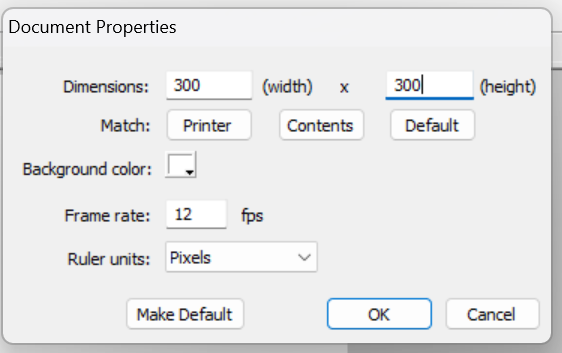 Document Properties
Dimensions: 300 (width) x 300 (height)
Match: Printer Contents Default
Background color:
Frame rate: 12 fps
Ruler units: Pixels
Make Default OK Cancel